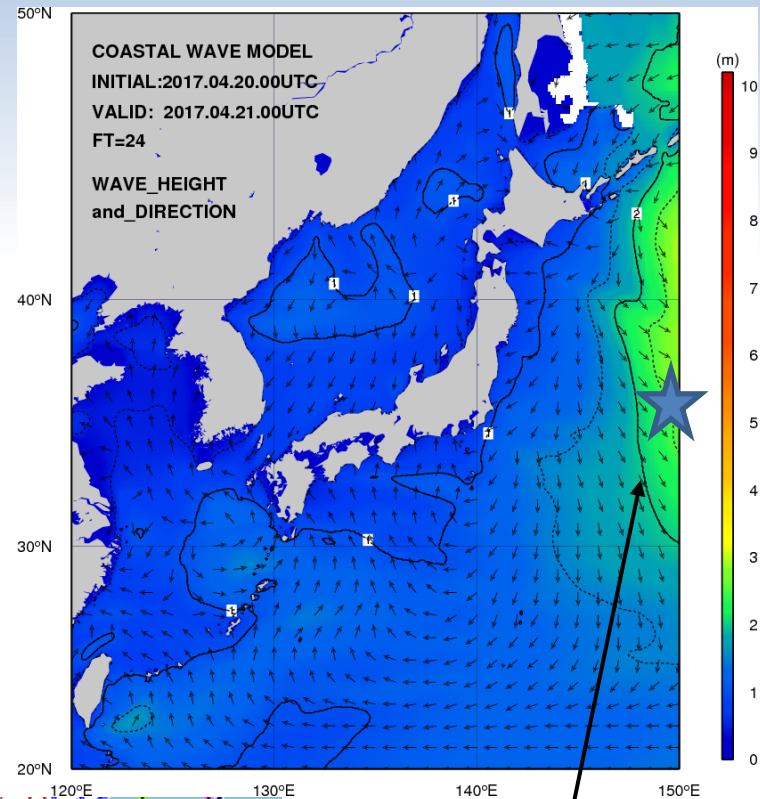 50°N
COASTAL WAVE MODEL
INITIAL:2017.04.20.00UTC
VALID: 2017.04.21.00UTC
FT=24
WAVE_HEIGHT
and_DIRECTION
(m)
10
9
8
7
6
5
4
3
2
1
0
1
1
1
2
1
1
40°N
1
1
30°N
1
20°N
120°E
130°E
140°E
150°E